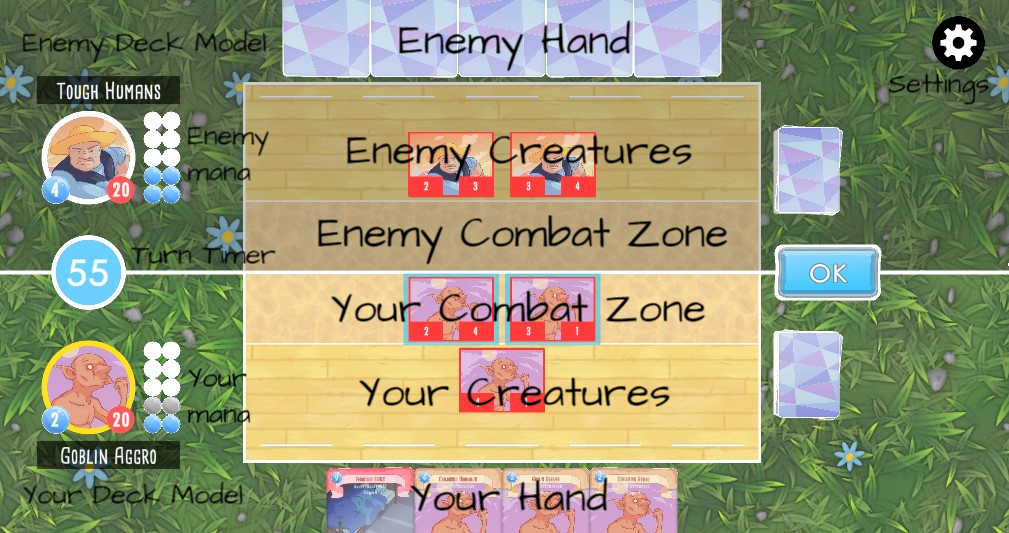 Enemy Deck Model
Enemy Hand
Settings
Tough Humans
Enemy
mana
4
20
Enemy Creatures
2 3
3 4
Enemy Combat Zone
Turn Timer
55
OK
Your Combat Zone
2 4
3 1
Your
mana
2
20
Your Creatures
Goblin Aggro
Your Deck Model
Your Hand